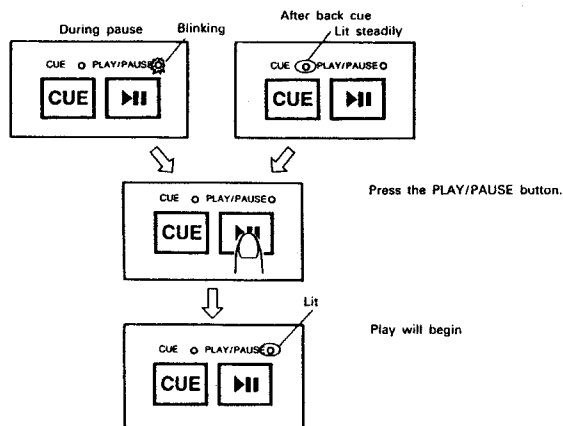 During pause
Blinking
After back cue
Lit steadily
CUE PLAY/PAUSE
CUE
CUE PLAY/PAUSE
CUE
CUE PLAY/PAUSE
CUE
Press the PLAY/PAUSE button.
Lit
CUE PLAY/PAUSE
CUE
Play will begin